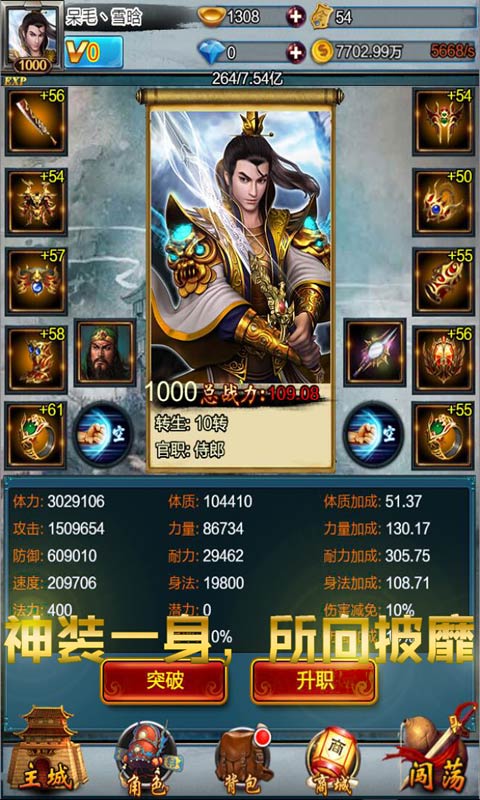 呆毛丶雪晗
1308
54
1000
V0
0
7702.99万
5668/s
EXP
264/7.54亿
+56
+54
+54
+50
+57
+55
+58
+56
+61
+55
空
空
1000 总战力:109.08
转生: 10转
官职: 侍郎
体力: 3029106 体质: 104410 体质加成: 51.37
攻击: 1509654 力量: 86734 力量加成: 130.17
防御: 609010 耐力: 29462 耐力加成: 305.75
速度: 209706 身法: 19800 身法加成: 108.71
法力: 400 潜力: 0 伤害减免: 10%
0%
神装一身，所向披靡
突破
升职
主城
角色
背包
商
商城
闯荡